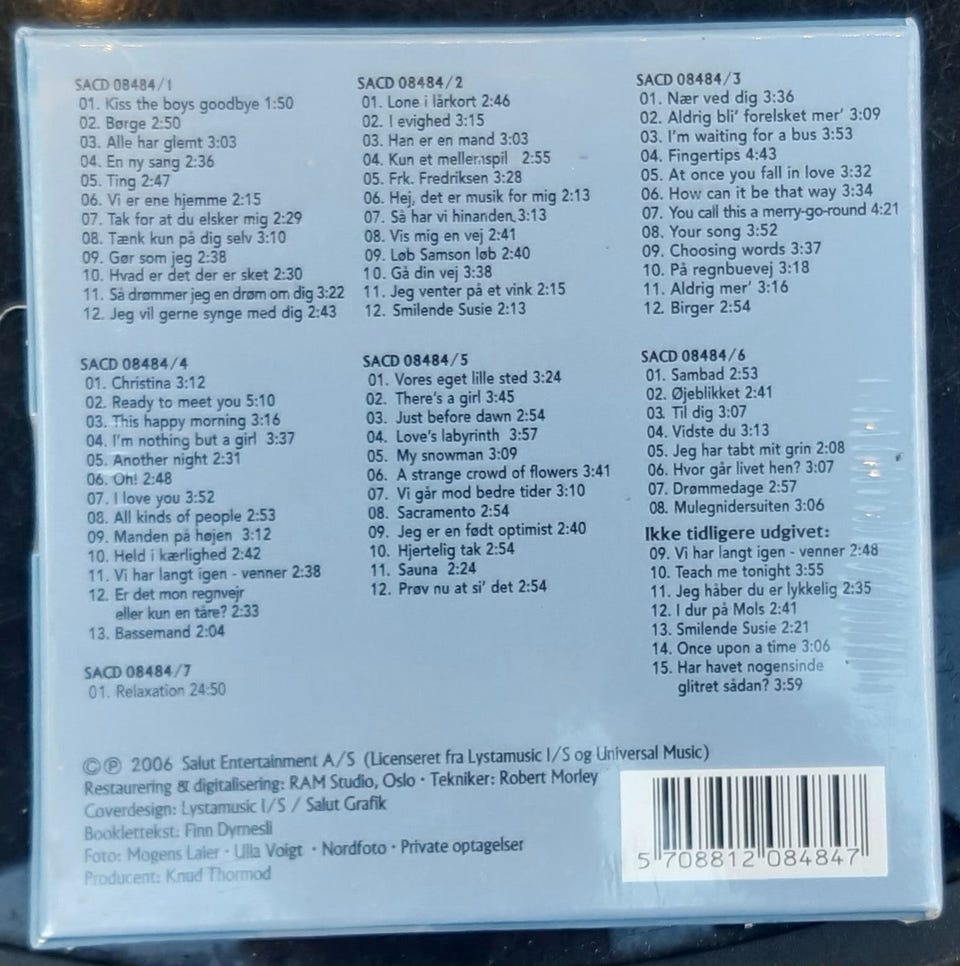 SACD 08484/1
01. Kiss the boys goodbye 1:50
02. Børge 2:50
03. Alle har glemt 3:03
04. En ny sang 2:36
05. Ting 2:47
06. Vi er ene hjemme 2:15
07. Tak for at du elsker mig 2:29
08. Tænk kun på dig selv 3:10
09. Gør som jeg 2:38
10. Hvad er det der er sket 2:30
11. Så drømmer jeg en drøm om dig 3:22
12. Jeg vil gerne synge med dig 2:43
SACD 08484/2
01. Lone i lårkort 2:46
02. I evighed 3:15
03. Han er en mand 3:03
04. Kun et mellemspil 2:55
05. Frk. Fredriksen 3:28
06. Hej, det er musik for mig 2:13
07. Så har vi hinanden 3:13
08. Vis mig en vej 2:41
09. Løb Samson løb 2:40
10. Gå din vej 3:38
11. Jeg venter på et vink 2:15
12. Smilende Susie 2:13
SACD 08484/3
01. Nær ved dig 3:36
02. Aldrig bli' forelsket mer' 3:09
03. I'm waiting for a bus 3:53
04. Fingertips 4:43
05. At once you fall in love 3:32
06. How can it be that way 3:34
07. You call this a merry-go-round 4:21
08. Your song 3:52
09. Choosing words 3:37
10. På regnbuevej 3:18
11. Aldrig mer' 3:16
12. Birger 2:54
SACD 08484/4
01. Christina 3:12
02. Ready to meet you 5:10
03. This happy morning 3:16
04. I'm nothing but a girl 3:37
05. Another night 2:31
06. Oh! 2:48
07. I love you 3:52
08. All kinds of people 2:53
09. Manden på højen 3:12
10. Held i kærlighed 2:42
11. Vi har langt igen - venner 2:38
12. Er det mon regnvejr
eller kun en tåre? 2:33
13. Bassemand 2:04
SACD 08484/5
01. Vores eget lille sted 3:24
02. There's a girl 3:45
03. Just before dawn 2:54
04. Love's labyrinth 3:57
05. My snowman 3:09
06. A strange crowd of flowers 3:41
07. Vi går mod bedre tider 3:10
08. Sacramento 2:54
09. Jeg er en født optimist 2:40
10. Hjertelig tak 2:54
11. Sauna 2:24
12. Prøv nu at si' det 2:54
SACD 08484/6
01. Sambad 2:53
02. Øjeblikket 2:41
03. Til dig 3:07
04. Vidste du 3:13
05. Jeg har tabt mit grin 2:08
06. Hvor går livet hen? 3:07
07. Drømmedage 2:57
08. Mulegnidersuiten 3:06
Ikke tidligere udgivet:
09. Vi har langt igen - venner 2:48
10. Teach me tonight 3:55
11. Jeg håber du er lykkelig 2:35
12. I dur på Mols 2:41
13. Smilende Susie 2:21
14. Once upon a time 3:06
15. Har havet nogensinde
glitret sådan? 3:59
SACD 08484/7
01. Relaxation 24:50
©℗ 2006 Salut Entertainment A/S (Licenseret fra Lystamusic I/S og Universal Music)
Restaurering & digitalisering: RAM Studio, Oslo · Tekniker: Robert Morley
Coverdesign: Lystamusic I/S / Salut Grafik
Booklettekst: Finn Dymesli
Foto: Mogens Laier · Ulla Voigt · Nordfoto · Private optagelser
Producent: Knud Thormod
5 708812 084847